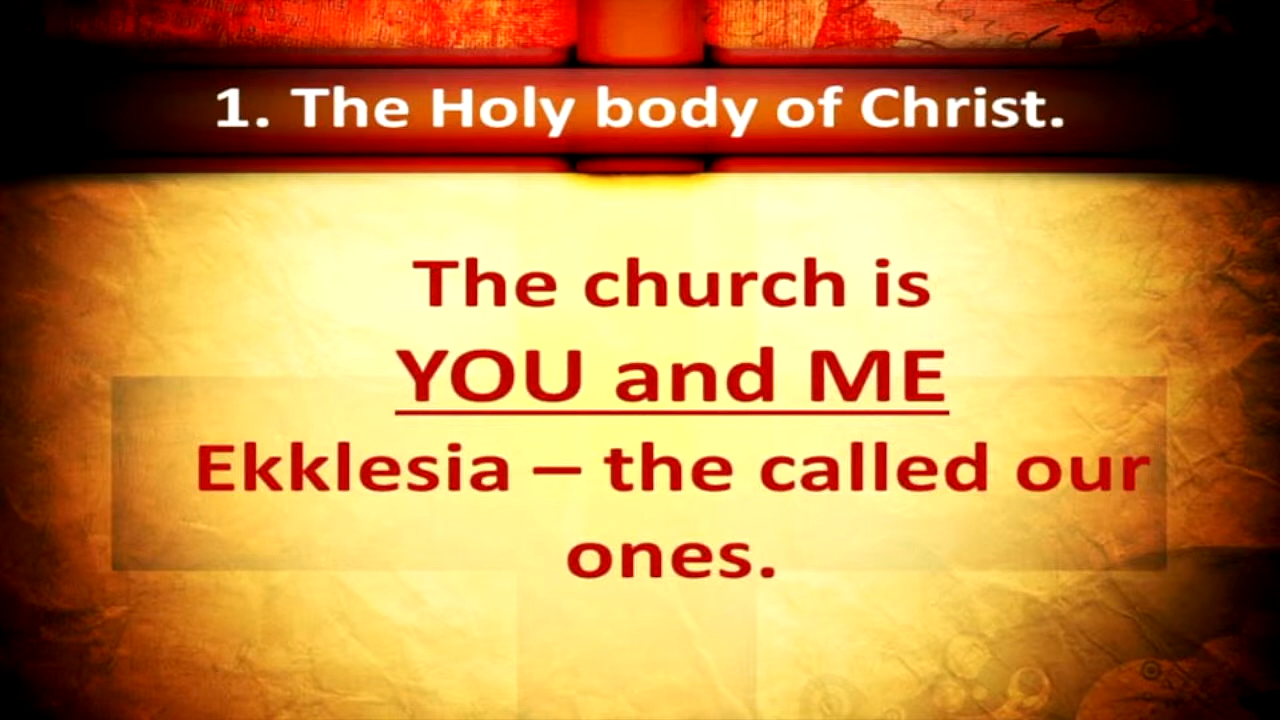 1. The Holy body of Christ.
The church is
YOU and ME
Ekklesia – the called our
ones.